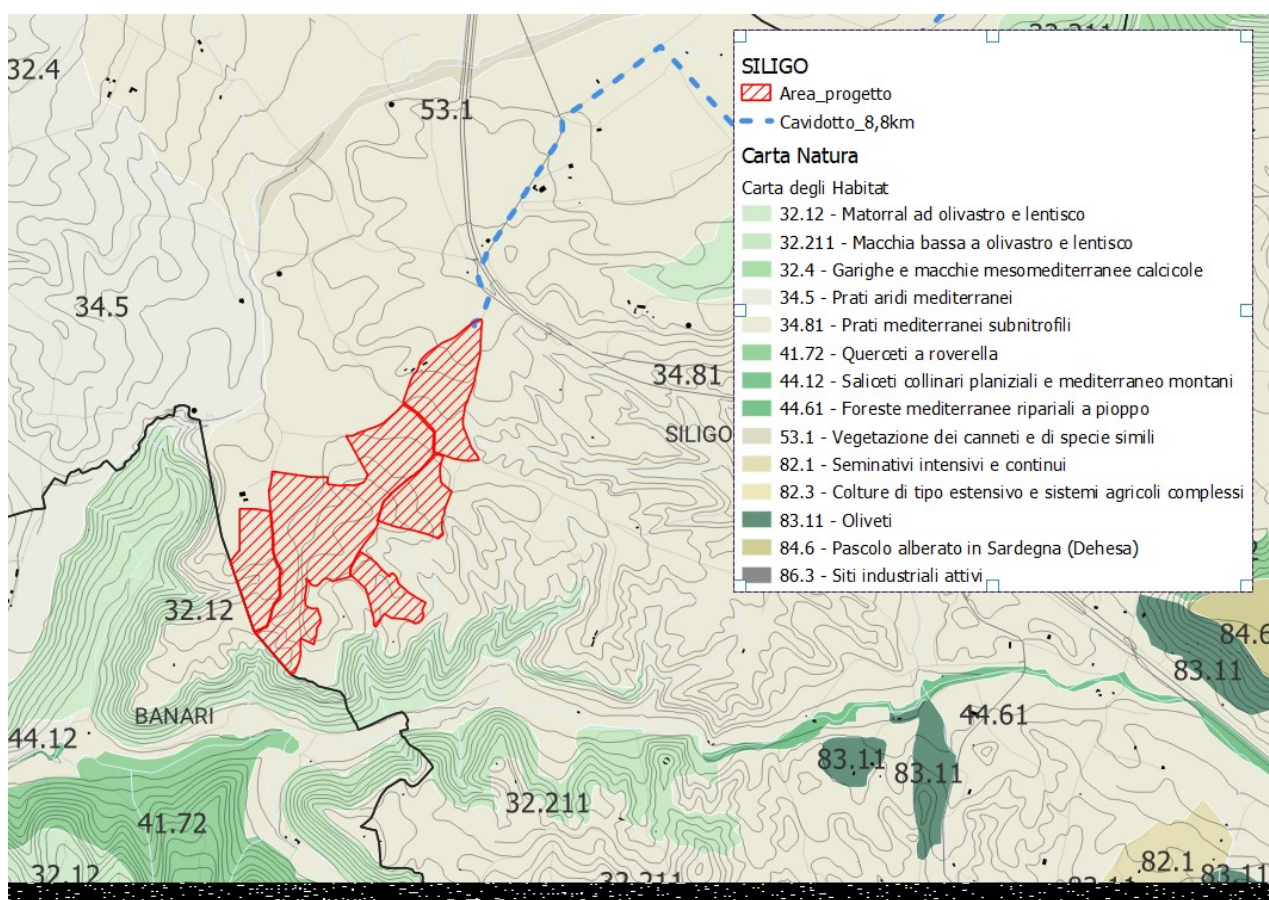 32.4
53.1
34.5
34.81
SILIGO
32.12
BANARI
44.12
41.72
32.12
32.211
83.11
83.11
44.61
83.11
84.6
82.1
83.11
32.211
SILIGO
Area_progetto
Cavidotto_8,8km
Carta Natura
Carta degli Habitat
32.12 - Matorral ad olivastro e lentisco
32.211 - Macchia bassa a olivastro e lentisco
32.4 - Garighe e macchie mesomediterranee calcicole
34.5 - Prati aridi mediterranei
34.81 - Prati mediterranei subnitrofili
41.72 - Querceti a roverella
44.12 - Saliceti collinari planiziali e mediterraneo montani
44.61 - Foreste mediterranee ripariali a pioppo
53.1 - Vegetazione dei canneti e di specie simili
82.1 - Seminativi intensivi e continui
82.3 - Colture di tipo estensivo e sistemi agricoli complessi
83.11 - Oliveti
84.6 - Pascolo alberato in Sardegna (Dehesa)
86.3 - Siti industriali attivi